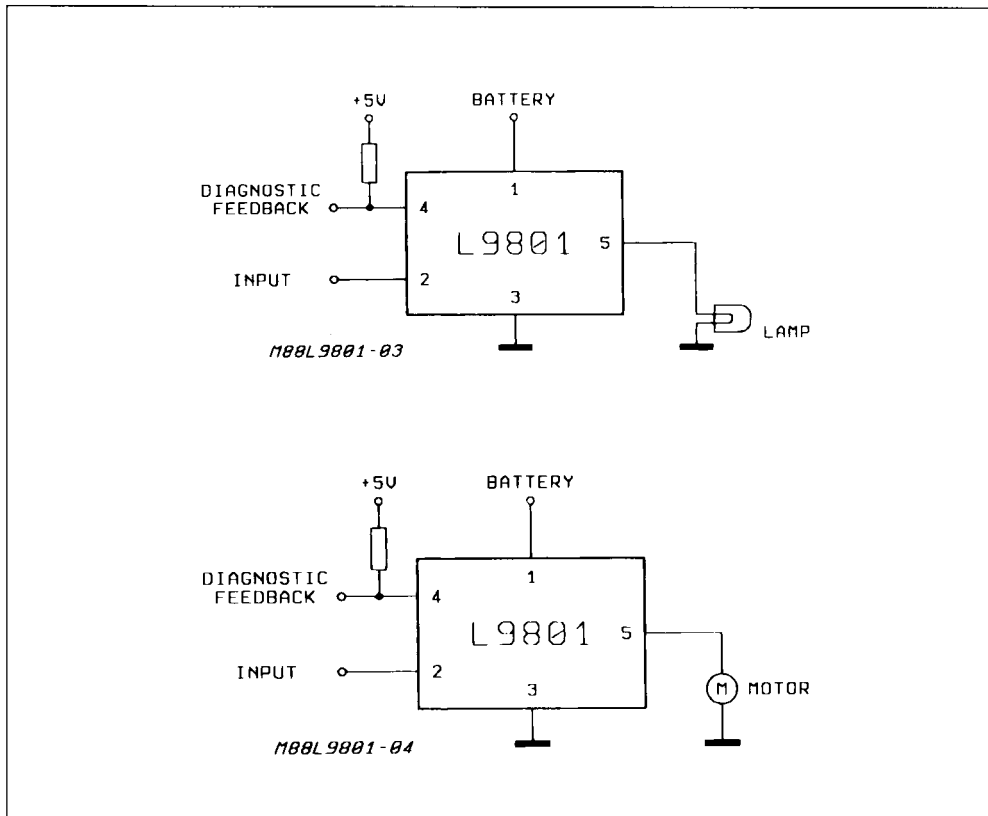 +5V
BATTERY
1
DIAGNOSTIC
FEEDBACK
4
L9801
5
INPUT
2
3
LAMP
M88L9801-03
+5V
BATTERY
1
DIAGNOSTIC
FEEDBACK
4
L9801
5
INPUT
2
M
MOTOR
3
M88L9801-04